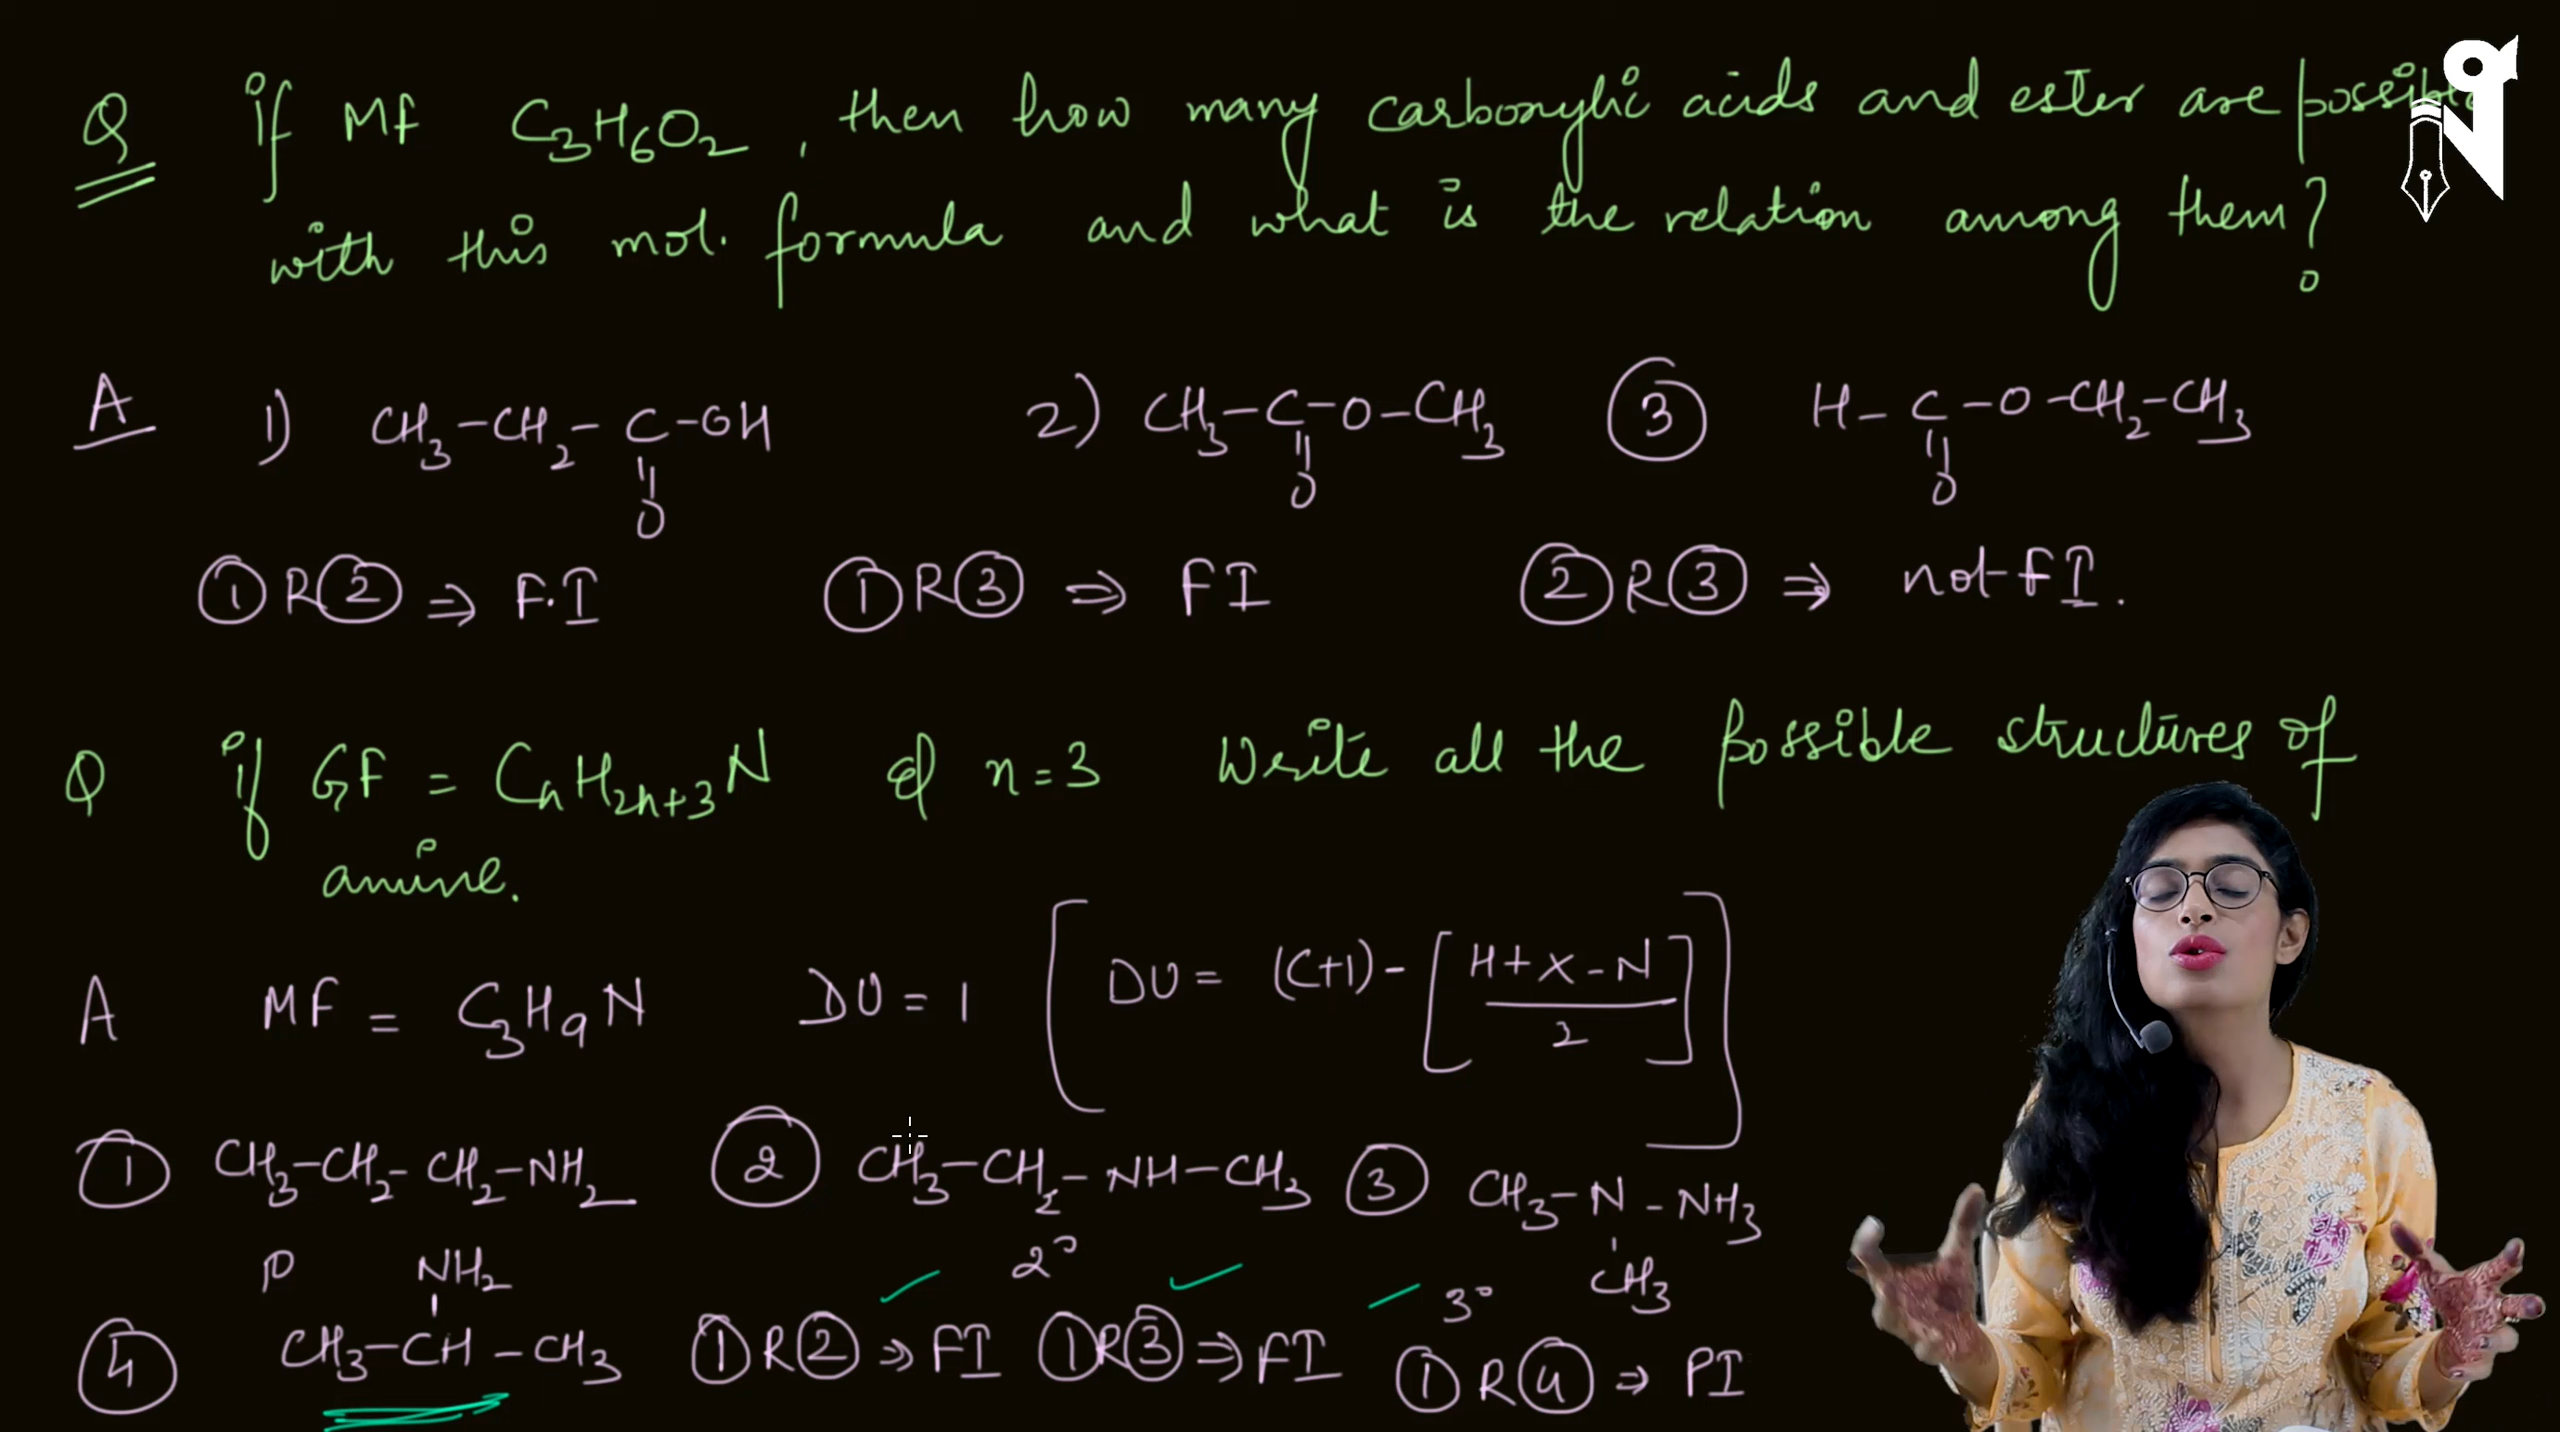 Q if Mf C₃H₆O₂, then how many carboxylic acids and ester are possible
with this mol. formula and what is the relation among them?
A 1) CH₃-CH₂-C-OH 2) CH₃-C-O-CH₃ ③ H-C-O-CH₂-CH₃
O O O
① R ② ⇒ F.I ① R ③ ⇒ FI ② R ③ ⇒ not FI.
Q if GF = CnH2n+3N & n=3 Write all the possible structures of
amine.
A MF = C₃H₉N DU = 1 [DU = (C+1) - [H+X-N / 2]]
① CH₃-CH₂-CH₂-NH₂ ② CH₃-CH₂-NH-CH₃ ③ CH₃-N-NH₃
CH₃
NH₂ 2° 3°
④ CH₃-CH-CH₃ ① R ② ⇒ FI ① R ③ ⇒ FI ① R ④ ⇒ PI